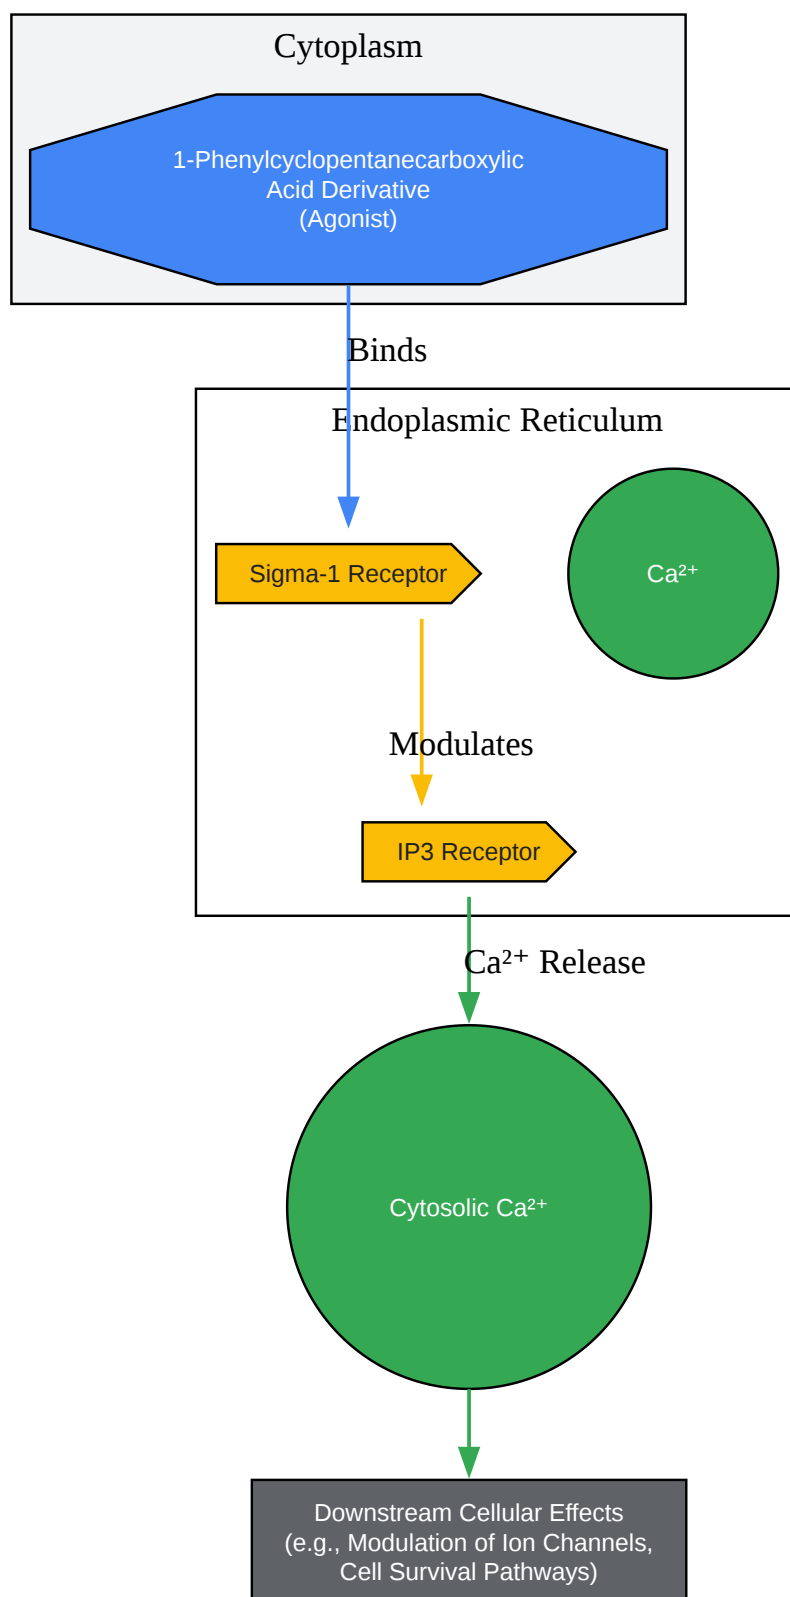 Cytoplasm
1-Phenylcyclopentanecarboxylic
Acid Derivative
(Agonist)
Binds
Endoplasmic Reticulum
Sigma-1 Receptor
Ca²⁺
Modulates
IP3 Receptor
Ca²⁺ Release
Cytosolic Ca²⁺
Downstream Cellular Effects
(e.g., Modulation of Ion Channels,
Cell Survival Pathways)